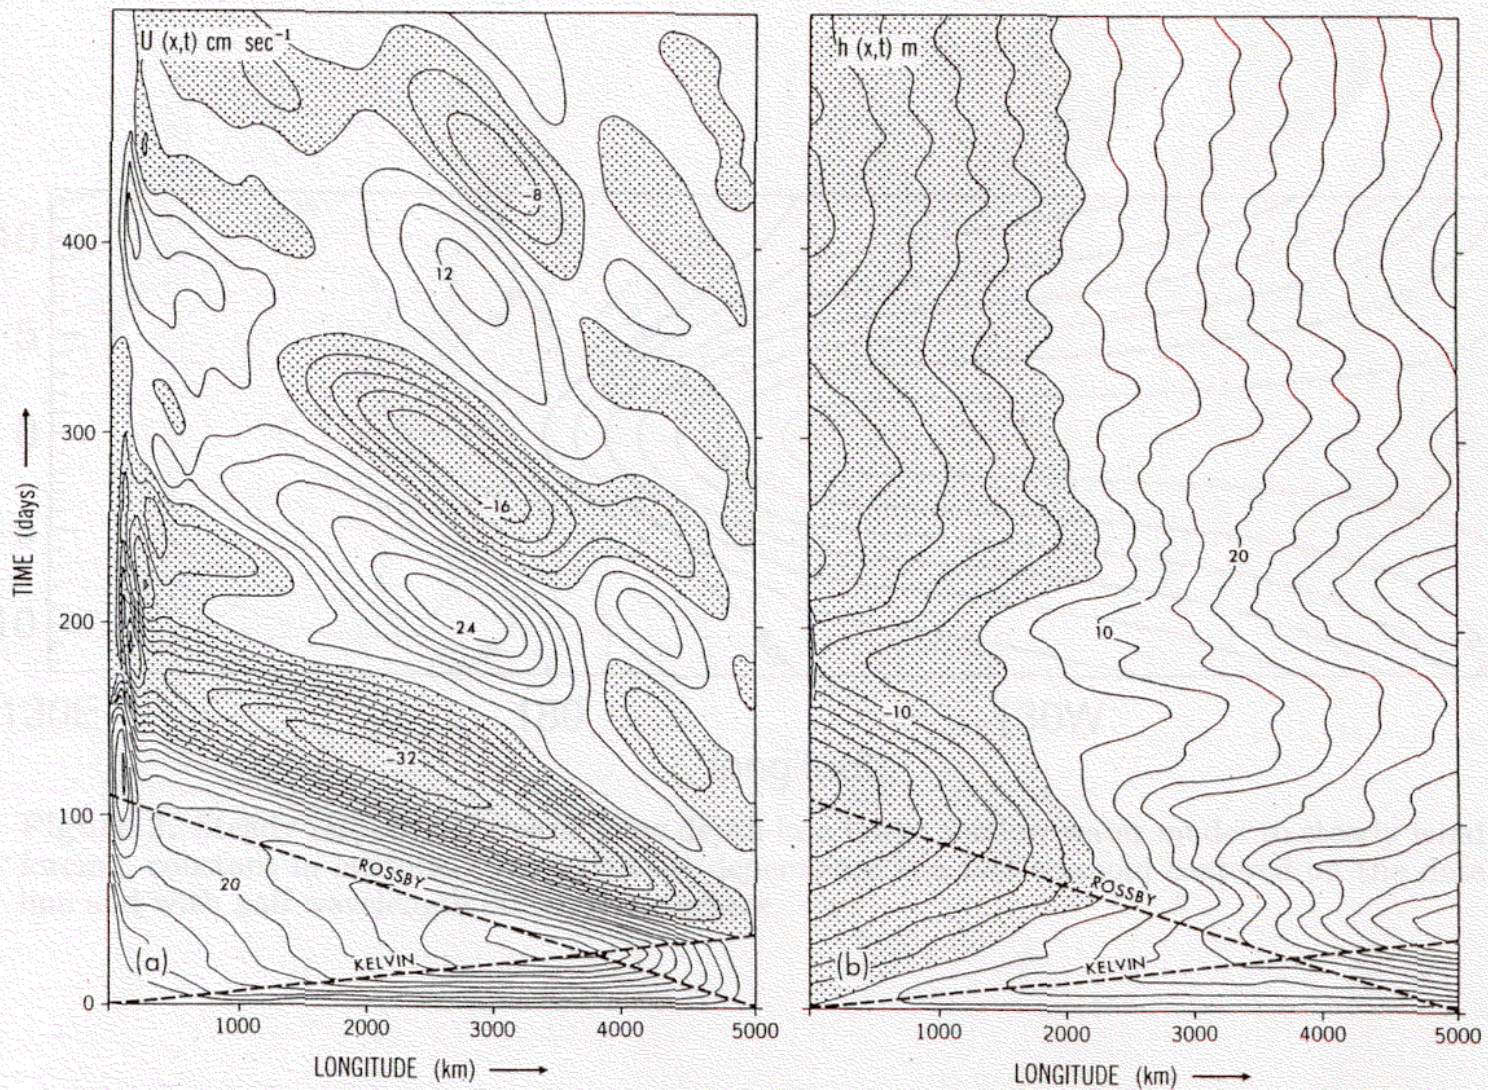 U (x,t) cm sec⁻¹
h (x,t) m
-8
400
12
300
-16
20
TIME (days)
200
24
10
-10
-32
100
ROSSBY
20
ROSSBY
(a)
KELVIN
(b)
KELVIN
0
1000
2000
3000
4000
5000
1000
2000
3000
4000
5000
LONGITUDE (km)
LONGITUDE (km)